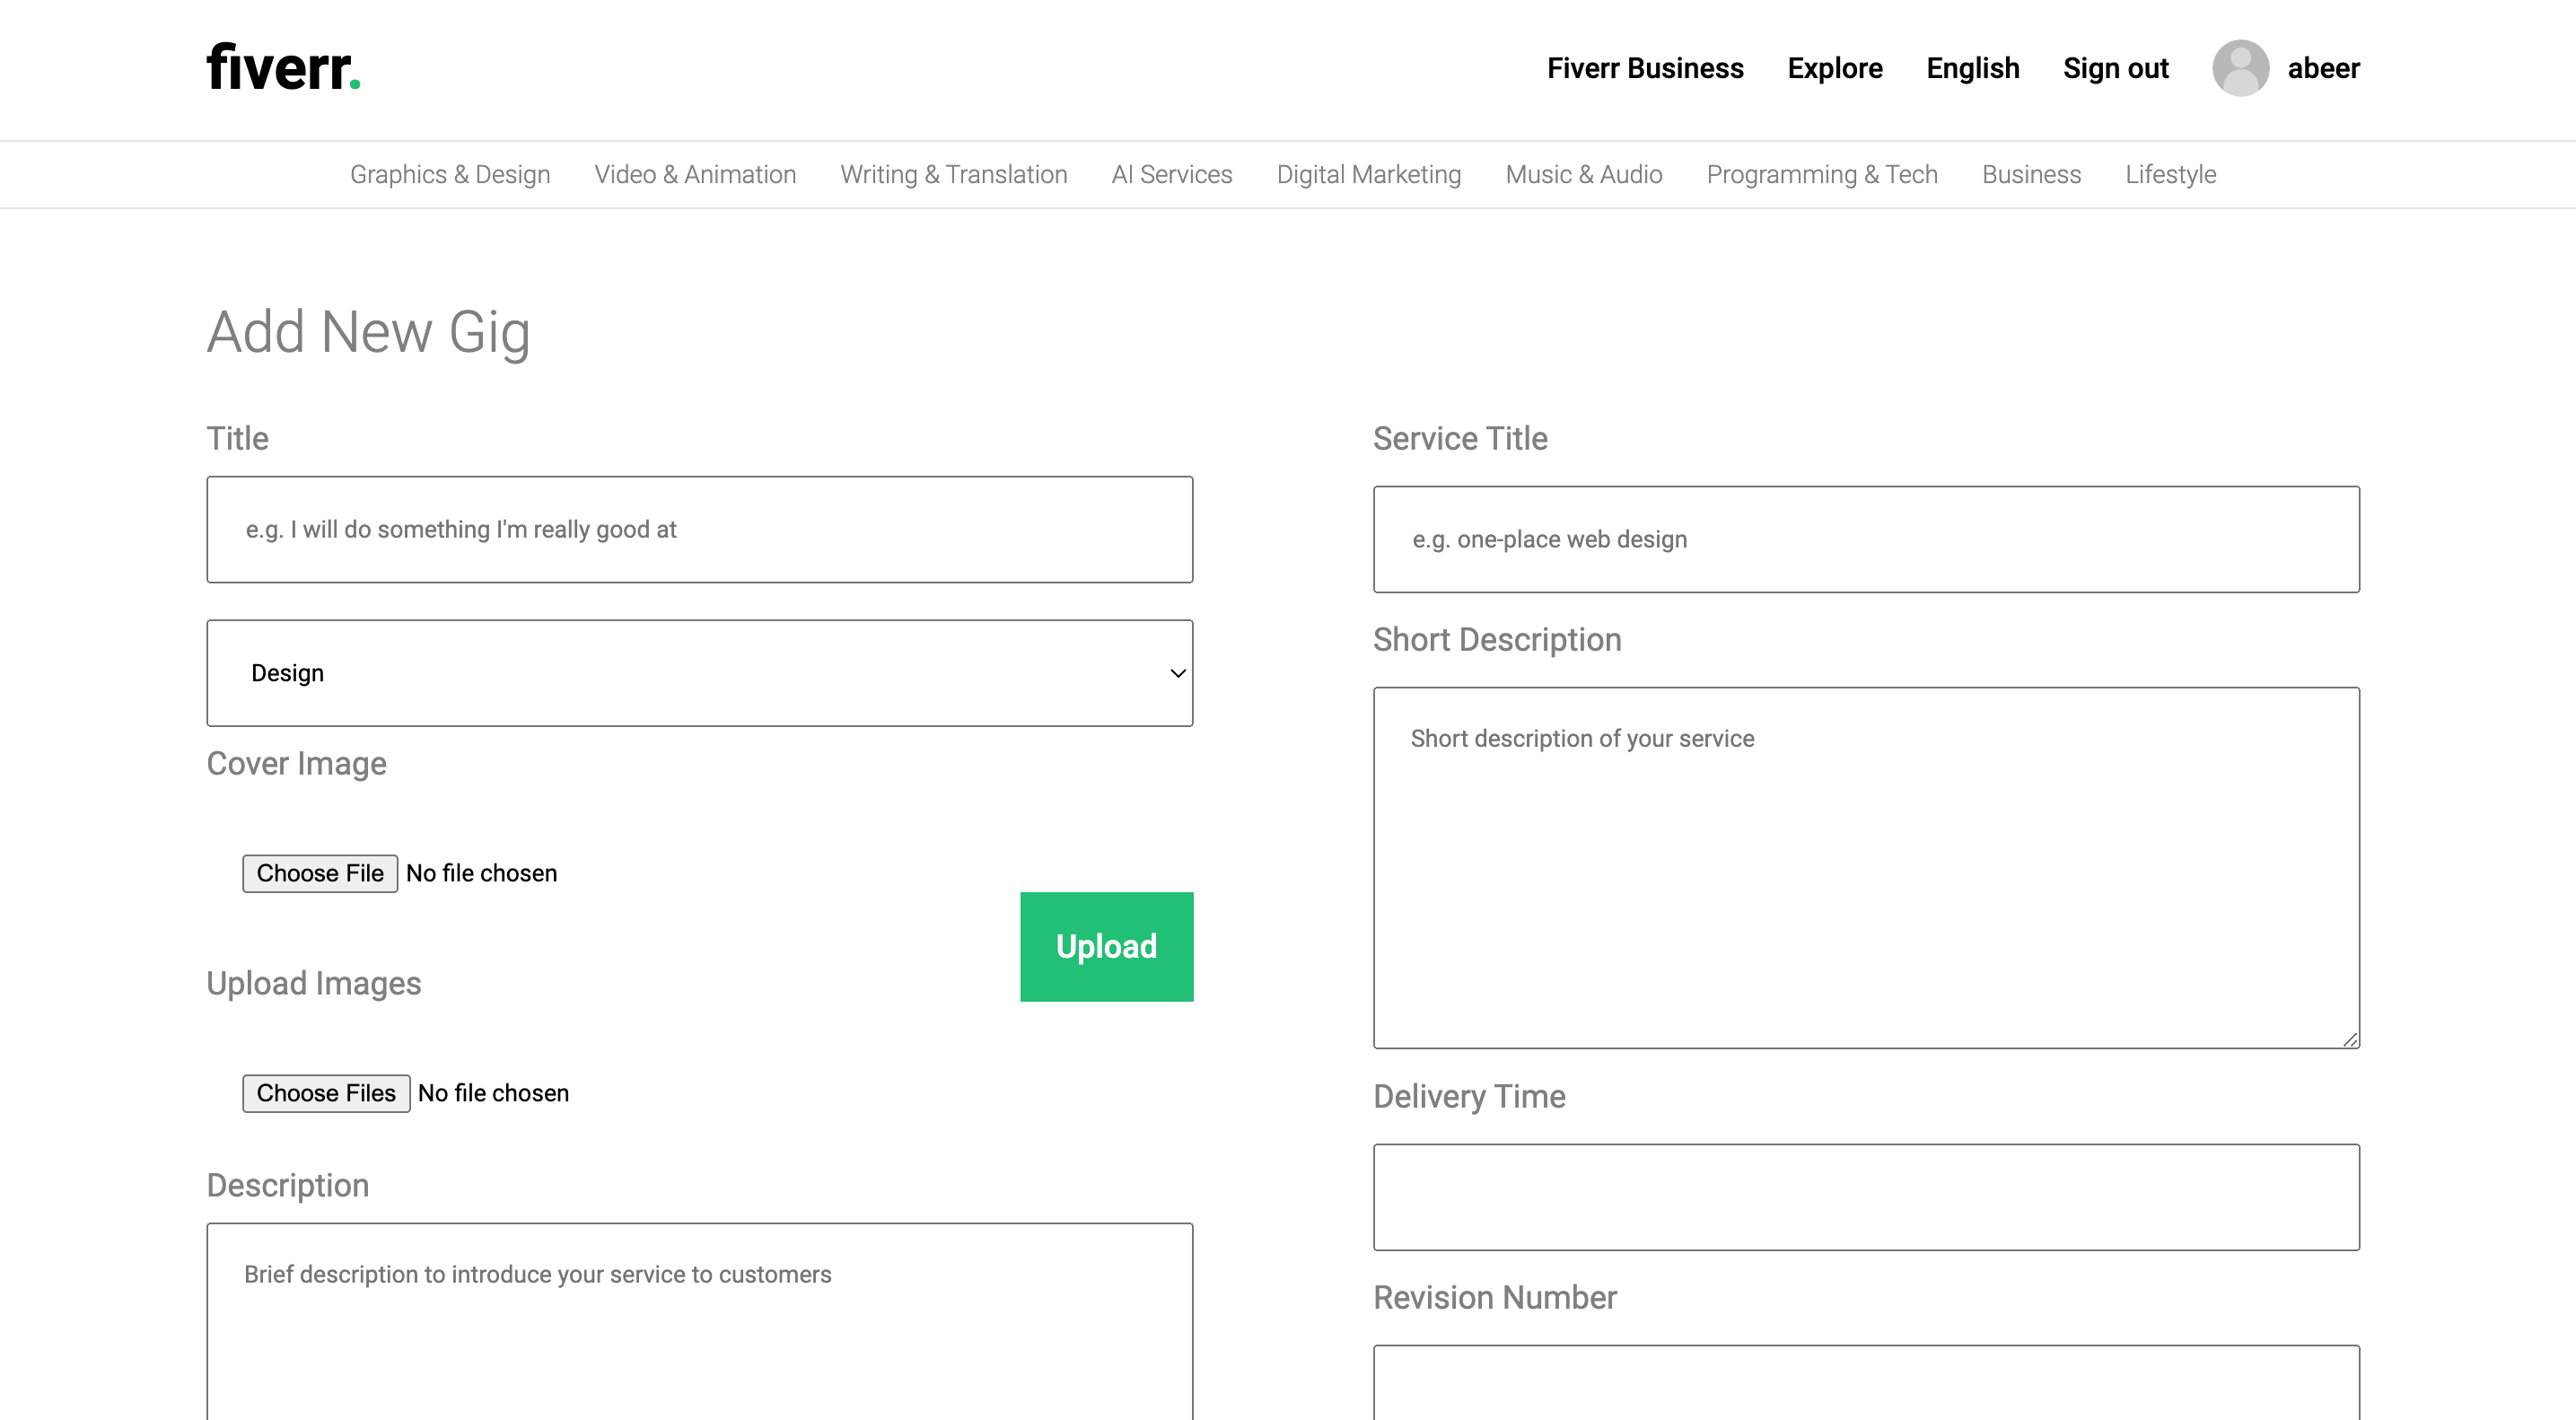 fiverr.
Fiverr Business Explore English Sign out abeer
Graphics & Design Video & Animation Writing & Translation AI Services Digital Marketing Music & Audio Programming & Tech Business Lifestyle
Add New Gig
Title
e.g. I will do something I'm really good at
Design
Cover Image
Choose File No file chosen
Upload
Upload Images
Choose Files No file chosen
Description
Brief description to introduce your service to customers
Service Title
e.g. one-place web design
Short Description
Short description of your service
Delivery Time
Revision Number